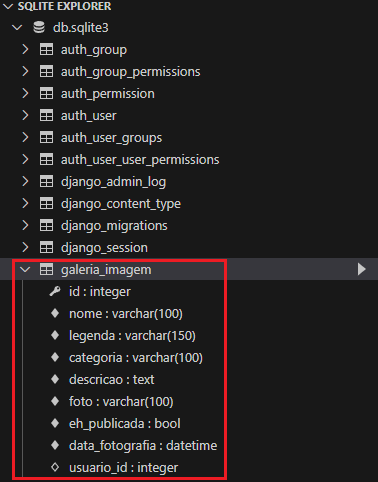 SQLITE EXPLORER
db.sqlite3
auth_group
auth_group_permissions
auth_permission
auth_user
auth_user_groups
auth_user_user_permissions
django_admin_log
django_content_type
django_migrations
django_session
galeria_imagem
id : integer
nome : varchar(100)
legenda : varchar(150)
categoria : varchar(100)
descricao : text
foto : varchar(100)
eh_publicada : bool
data_fotografia : datetime
usuario_id : integer